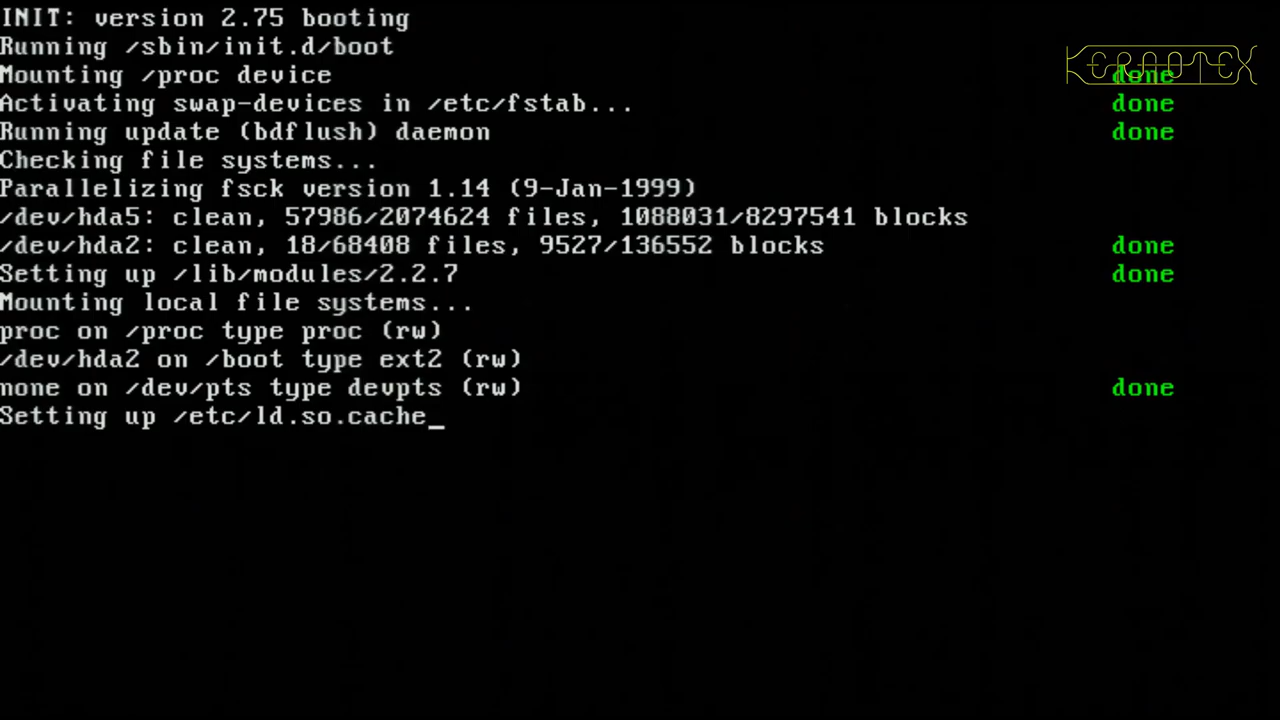 INIT: version 2.75 booting
Running /sbin/init.d/boot
KERNOTEX
Mounting /proc device done
Activating swap-devices in /etc/fstab... done
Running update (bdflush) daemon done
Checking file systems...
Parallelizing fsck version 1.14 (9-Jan-1999)
/dev/hda5: clean, 57986/2074624 files, 1088031/8297541 blocks
/dev/hda2: clean, 18/68408 files, 9527/136552 blocks done
Setting up /lib/modules/2.2.7 done
Mounting local file systems...
proc on /proc type proc (rw)
/dev/hda2 on /boot type ext2 (rw)
none on /dev/pts type devpts (rw) done
Setting up /etc/ld.so.cache_